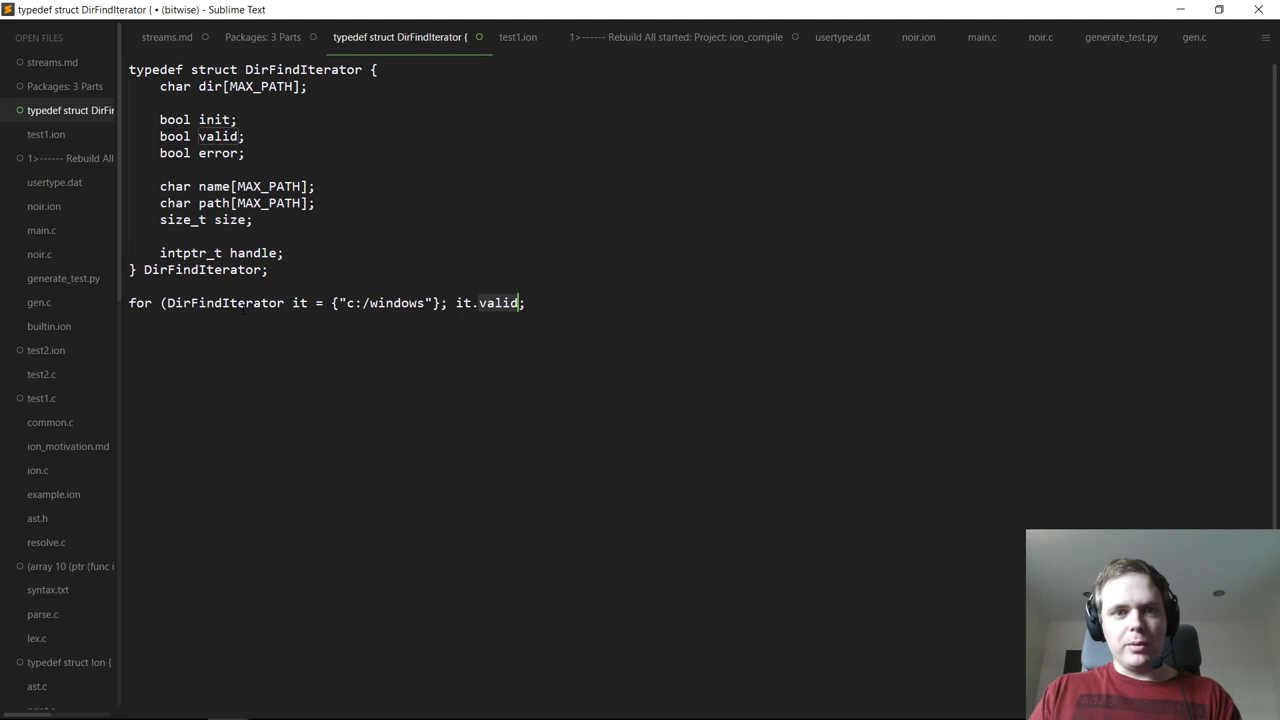 typedef struct DirFindIterator { • (bitwise) - Sublime Text
OPEN FILES
streams.md
Packages: 3 Parts
typedef struct DirFin
test1.ion
1>------ Rebuild All
usertype.dat
noir.ion
main.c
noir.c
generate_test.py
gen.c
builtin.ion
test2.ion
test2.c
test1.c
common.c
ion_motivation.md
ion.c
example.ion
ast.h
resolve.c
(array 10 (ptr (func i
syntax.txt
parse.c
lex.c
typedef struct Ion {
ast.c
streams.md
Packages: 3 Parts
typedef struct DirFindIterator {
test1.ion
1>------ Rebuild All started: Project: ion_compile
usertype.dat
noir.ion
main.c
noir.c
generate_test.py
gen.c
typedef struct DirFindIterator {
char dir[MAX_PATH];
bool init;
bool valid;
bool error;
char name[MAX_PATH];
char path[MAX_PATH];
size_t size;
intptr_t handle;
} DirFindIterator;
for (DirFindIterator it = {"c:/windows"}; it.valid;